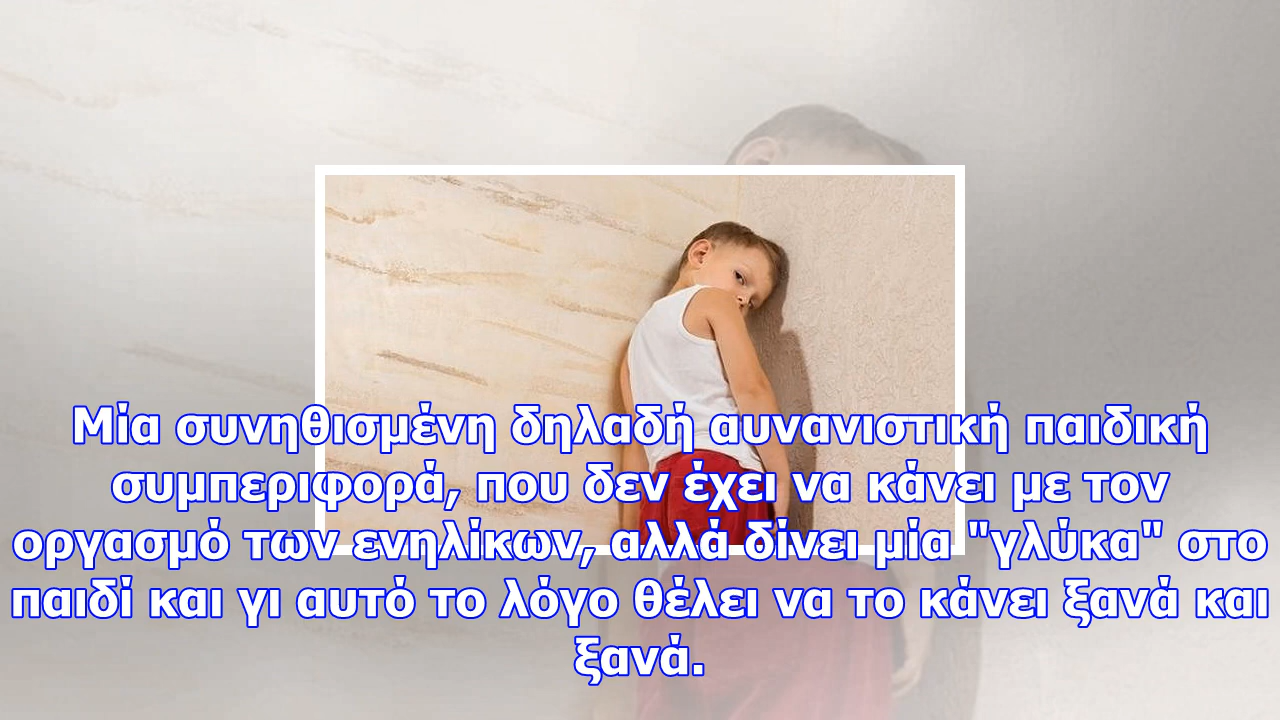 Μία συνηθισμένη δηλαδή αυνανιστική παιδική
συμπεριφορά, που δεν έχει να κάνει με τον
οργασμό των ενηλίκων, αλλά δίνει μία "γλύκα" στο
παιδί και γι αυτό το λόγο θέλει να το κάνει ξανά και
ξανά.